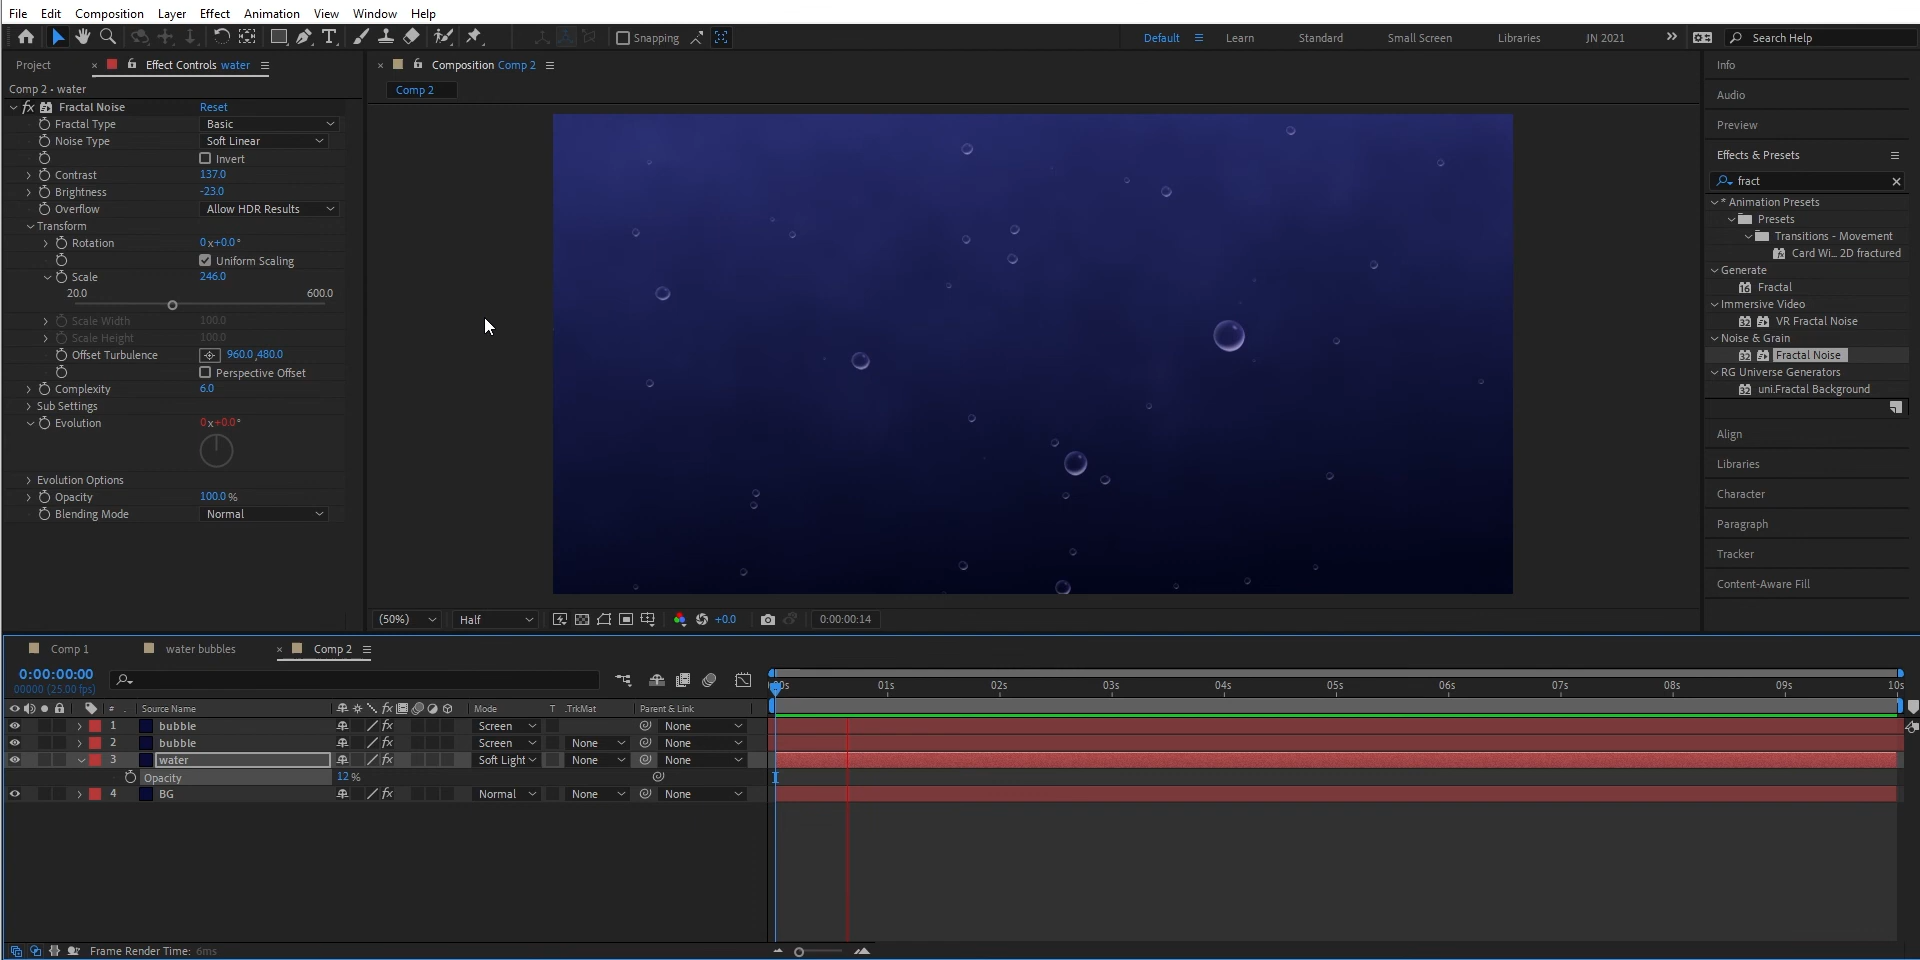 File Edit Composition Layer Effect Animation View Window Help
Snapping Default Learn Standard Small Screen Libraries JN 2021 Search Help
Project Effect Controls water
Comp 2 • water
fx Fractal Noise Reset
Fractal Type Basic
Noise Type Soft Linear
Invert
Contrast 137.0
Brightness -23.0
Overflow Allow HDR Results
Transform
Rotation 0x+0.0°
Uniform Scaling
Scale 246.0
20.0 600.0
Scale Width 100.0
Scale Height 100.0
Offset Turbulence 960.0,480.0
Perspective Offset
Complexity 6.0
Sub Settings
Evolution 0x+0.0°
Evolution Options
Opacity 100.0 %
Blending Mode Normal
Composition Comp 2
Comp 2
(50%) Half +0.0 0:00:00:14
Info
Audio
Preview
Effects & Presets
fract
* Animation Presets
Presets
Transitions - Movement
Card Wi... 2D fractured
Generate
Fractal
Immersive Video
VR Fractal Noise
Noise & Grain
Fractal Noise
RG Universe Generators
uni.Fractal Background
Align
Libraries
Character
Paragraph
Tracker
Content-Aware Fill
Comp 1 water bubbles Comp 2
0:00:00:00
00000 (25.00 fps)
00s 01s 02s 03s 04s 05s 06s 07s 08s 09s 10s
# Source Name fx Mode T .TrkMat Parent & Link
1 bubble fx Screen None
2 bubble fx Screen None None
3 water fx Soft Light None None
Opacity 12 %
4 BG fx Normal None None
Frame Render Time: 6ms